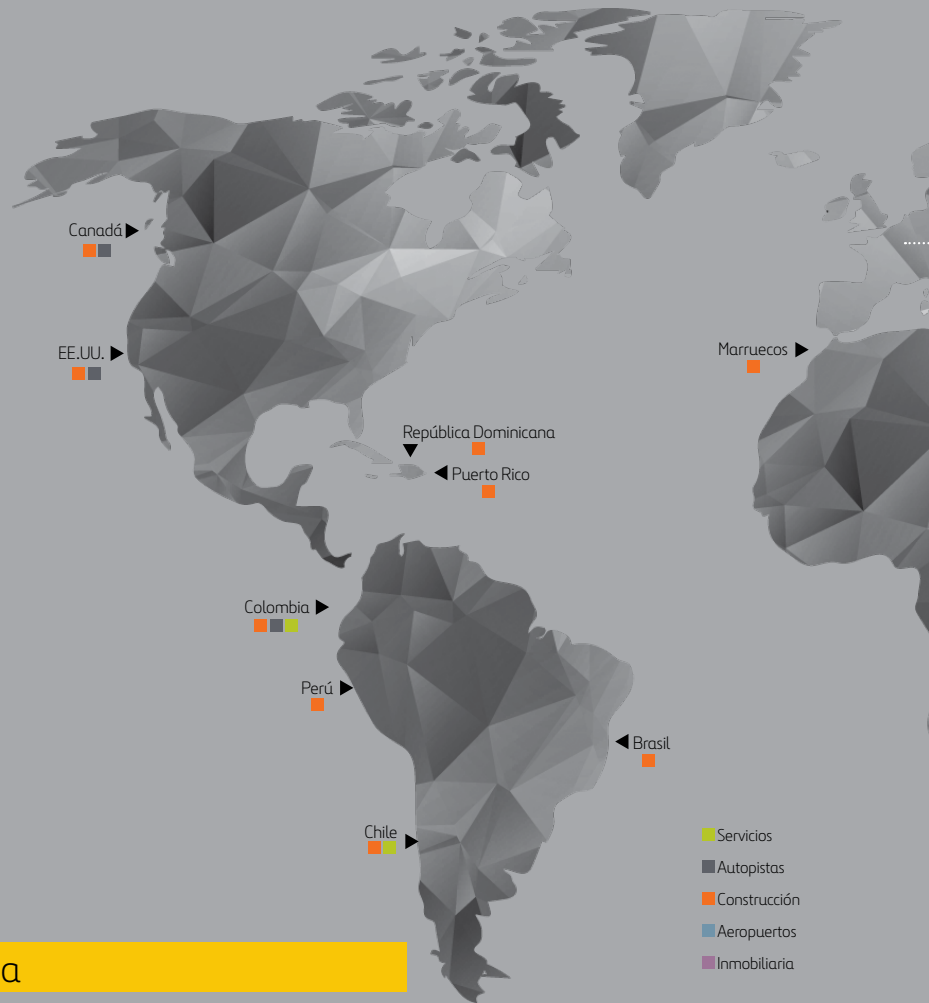 Canadá
EE.UU.
Marruecos
República Dominicana
Puerto Rico
Colombia
Perú
Brasil
Chile
Servicios
Autopistas
Construcción
Aeropuertos
Inmobiliaria
a